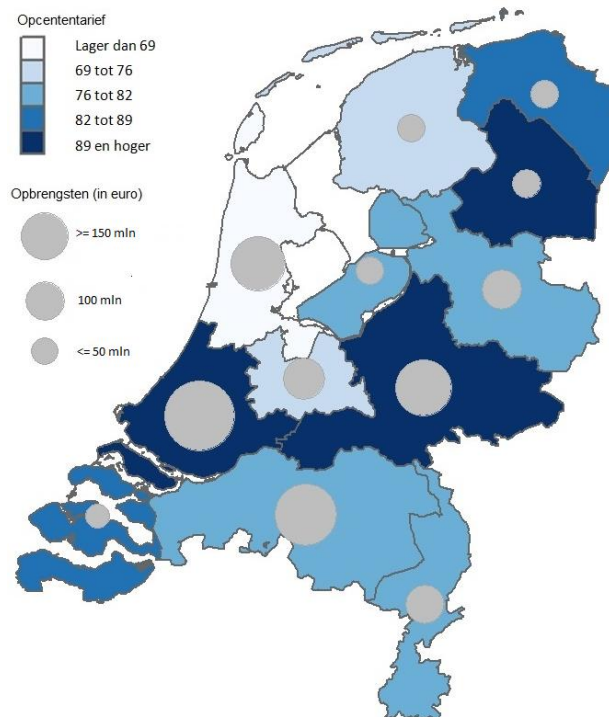 Opcententarief
Lager dan 69
69 tot 76
76 tot 82
82 tot 89
89 en hoger
Opbrengsten (in euro)
>= 150 mln
100 mln
<= 50 mln